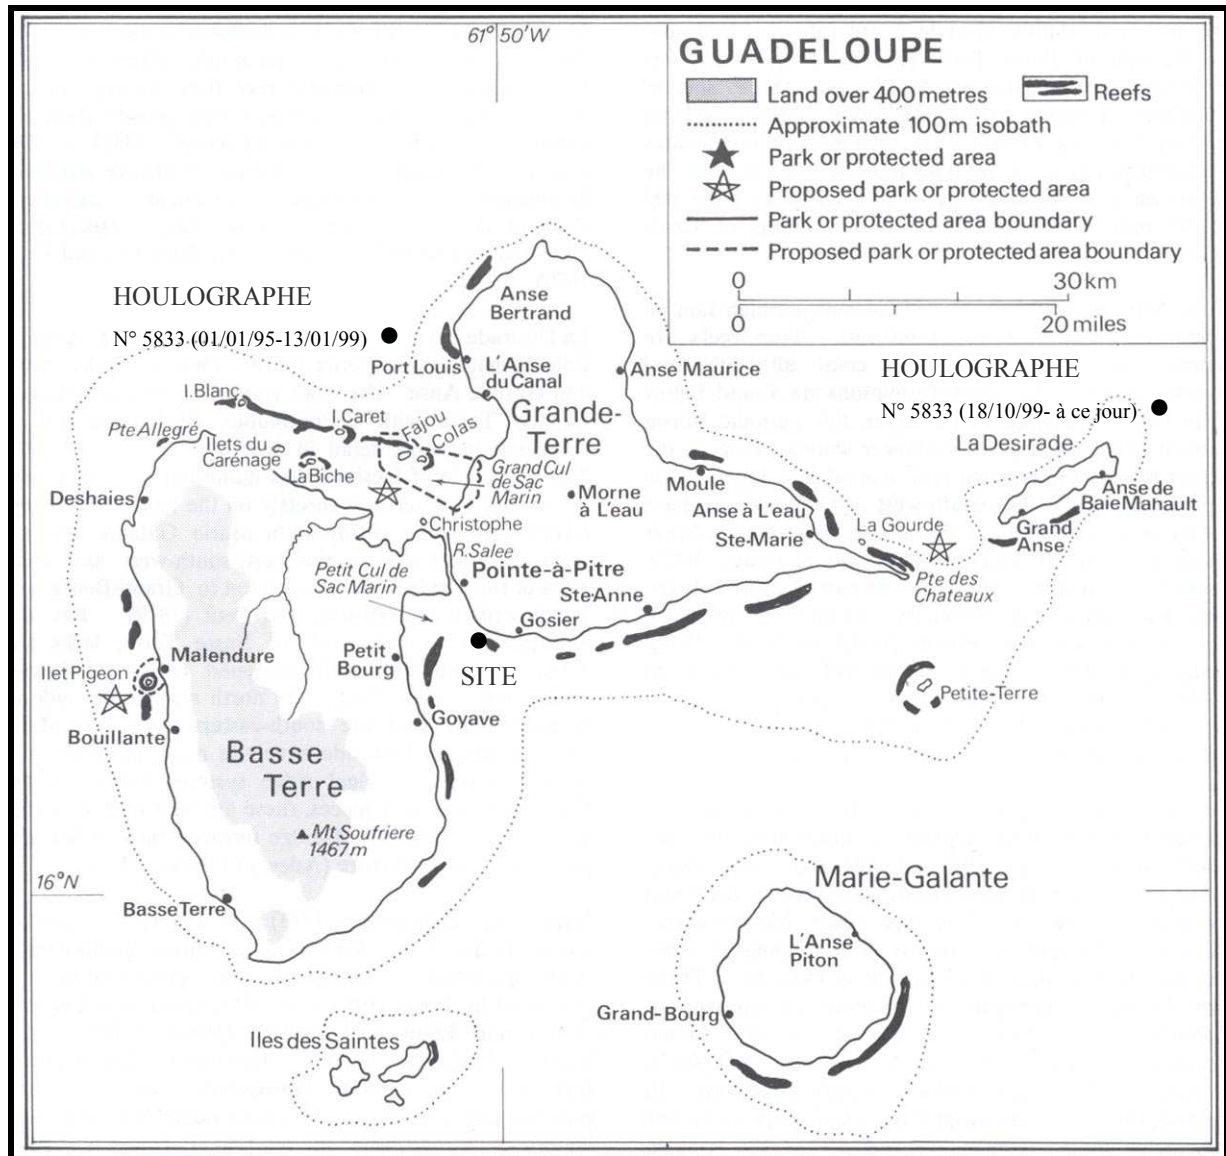 61° 50'W
GUADELOUPE
Land over 400 metres
Reefs
Approximate 100m isobath
Park or protected area
Proposed park or protected area
Park or protected area boundary
Proposed park or protected area boundary
0 30 km
0 20 miles
HOULOGRAPHE
N° 5833 (01/01/95-13/01/99)
HOULOGRAPHE
N° 5833 (18/10/99- à ce jour)
Anse
Bertrand
Port Louis
L'Anse
du Canal
Anse Maurice
Grande-
Terre
I.Blanc
I.Caret
Fajou
Colas
Pte Allegré
Ilets du
Carénage
La Biche
Grand Cul
de Sac
Marin
Deshaies
Christophe
Morne
à L'eau
Moule
Anse à L'eau
Ste-Marie
La Gourde
La Desirade
Anse de
Baie Mahault
Grand
Anse
Pte des
Chateaux
R.Salee
Pointe-à-Pitre
Petit Cul de
Sac Marin
Ste-Anne
Gosier
SITE
Petit
Bourg
Malendure
Ilet Pigeon
Bouillante
Goyave
Petite-Terre
Basse
Terre
Mt Soufriere
1467m
16°N
Basse Terre
Marie-Galante
L'Anse
Piton
Grand-Bourg
Iles des Saintes